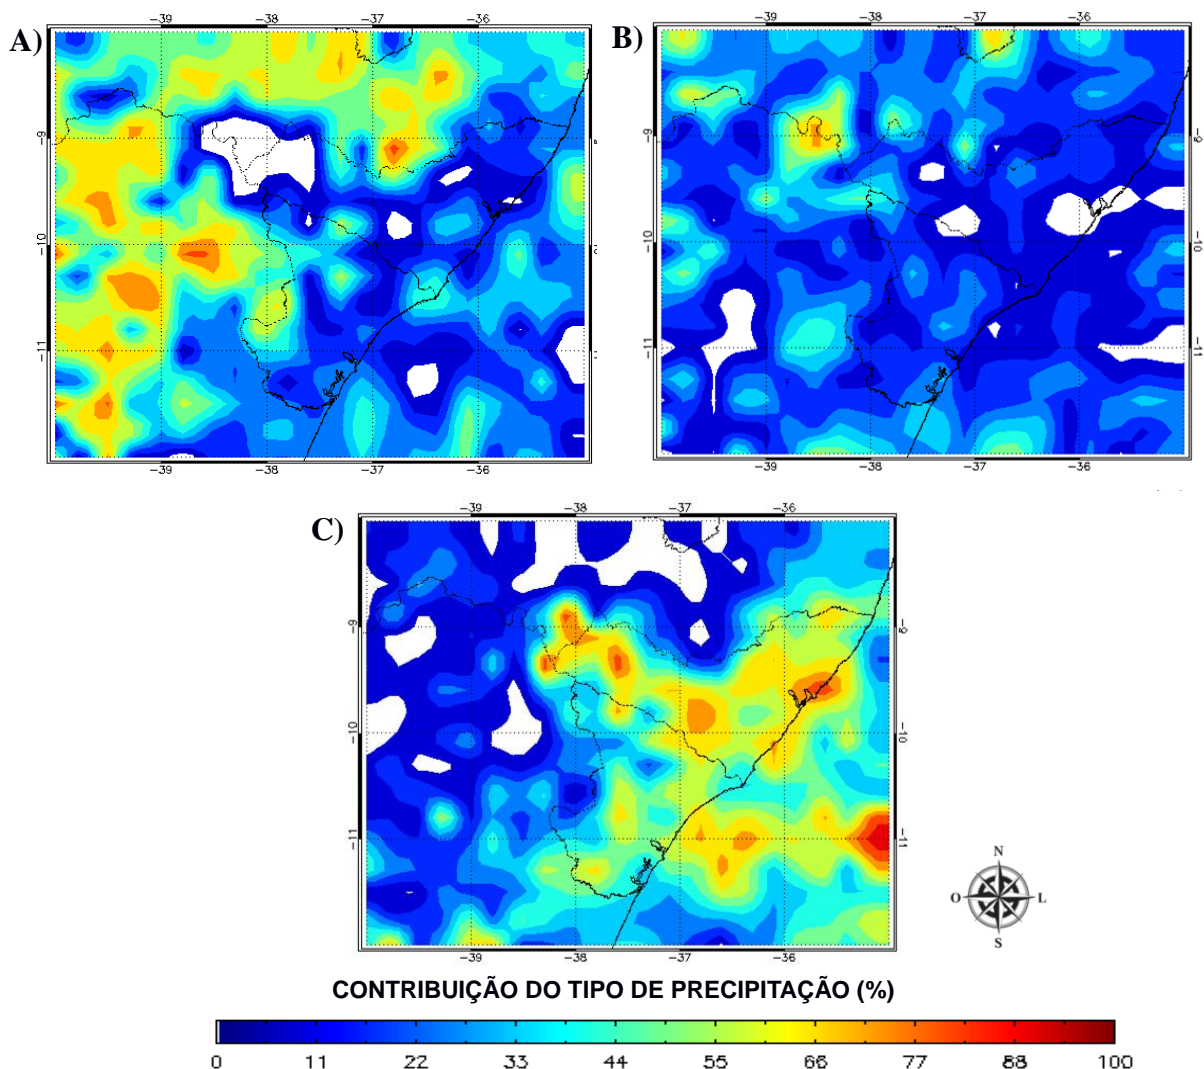 A)
−39 −38 −37 −36
−9
−10
−11
−39 −38 −37 −36
B)
−39 −38 −37 −36
−9 −9
−10 −10
−11 −11
−39 −38 −37 −36
C)
−39 −38 −37 −36
−9 −9
−10 −10
−11 −11
−39 −38 −37 −36
N
O L
S
CONTRIBUIÇÃO DO TIPO DE PRECIPITAÇÃO (%)
0 11 22 33 44 55 66 77 88 100